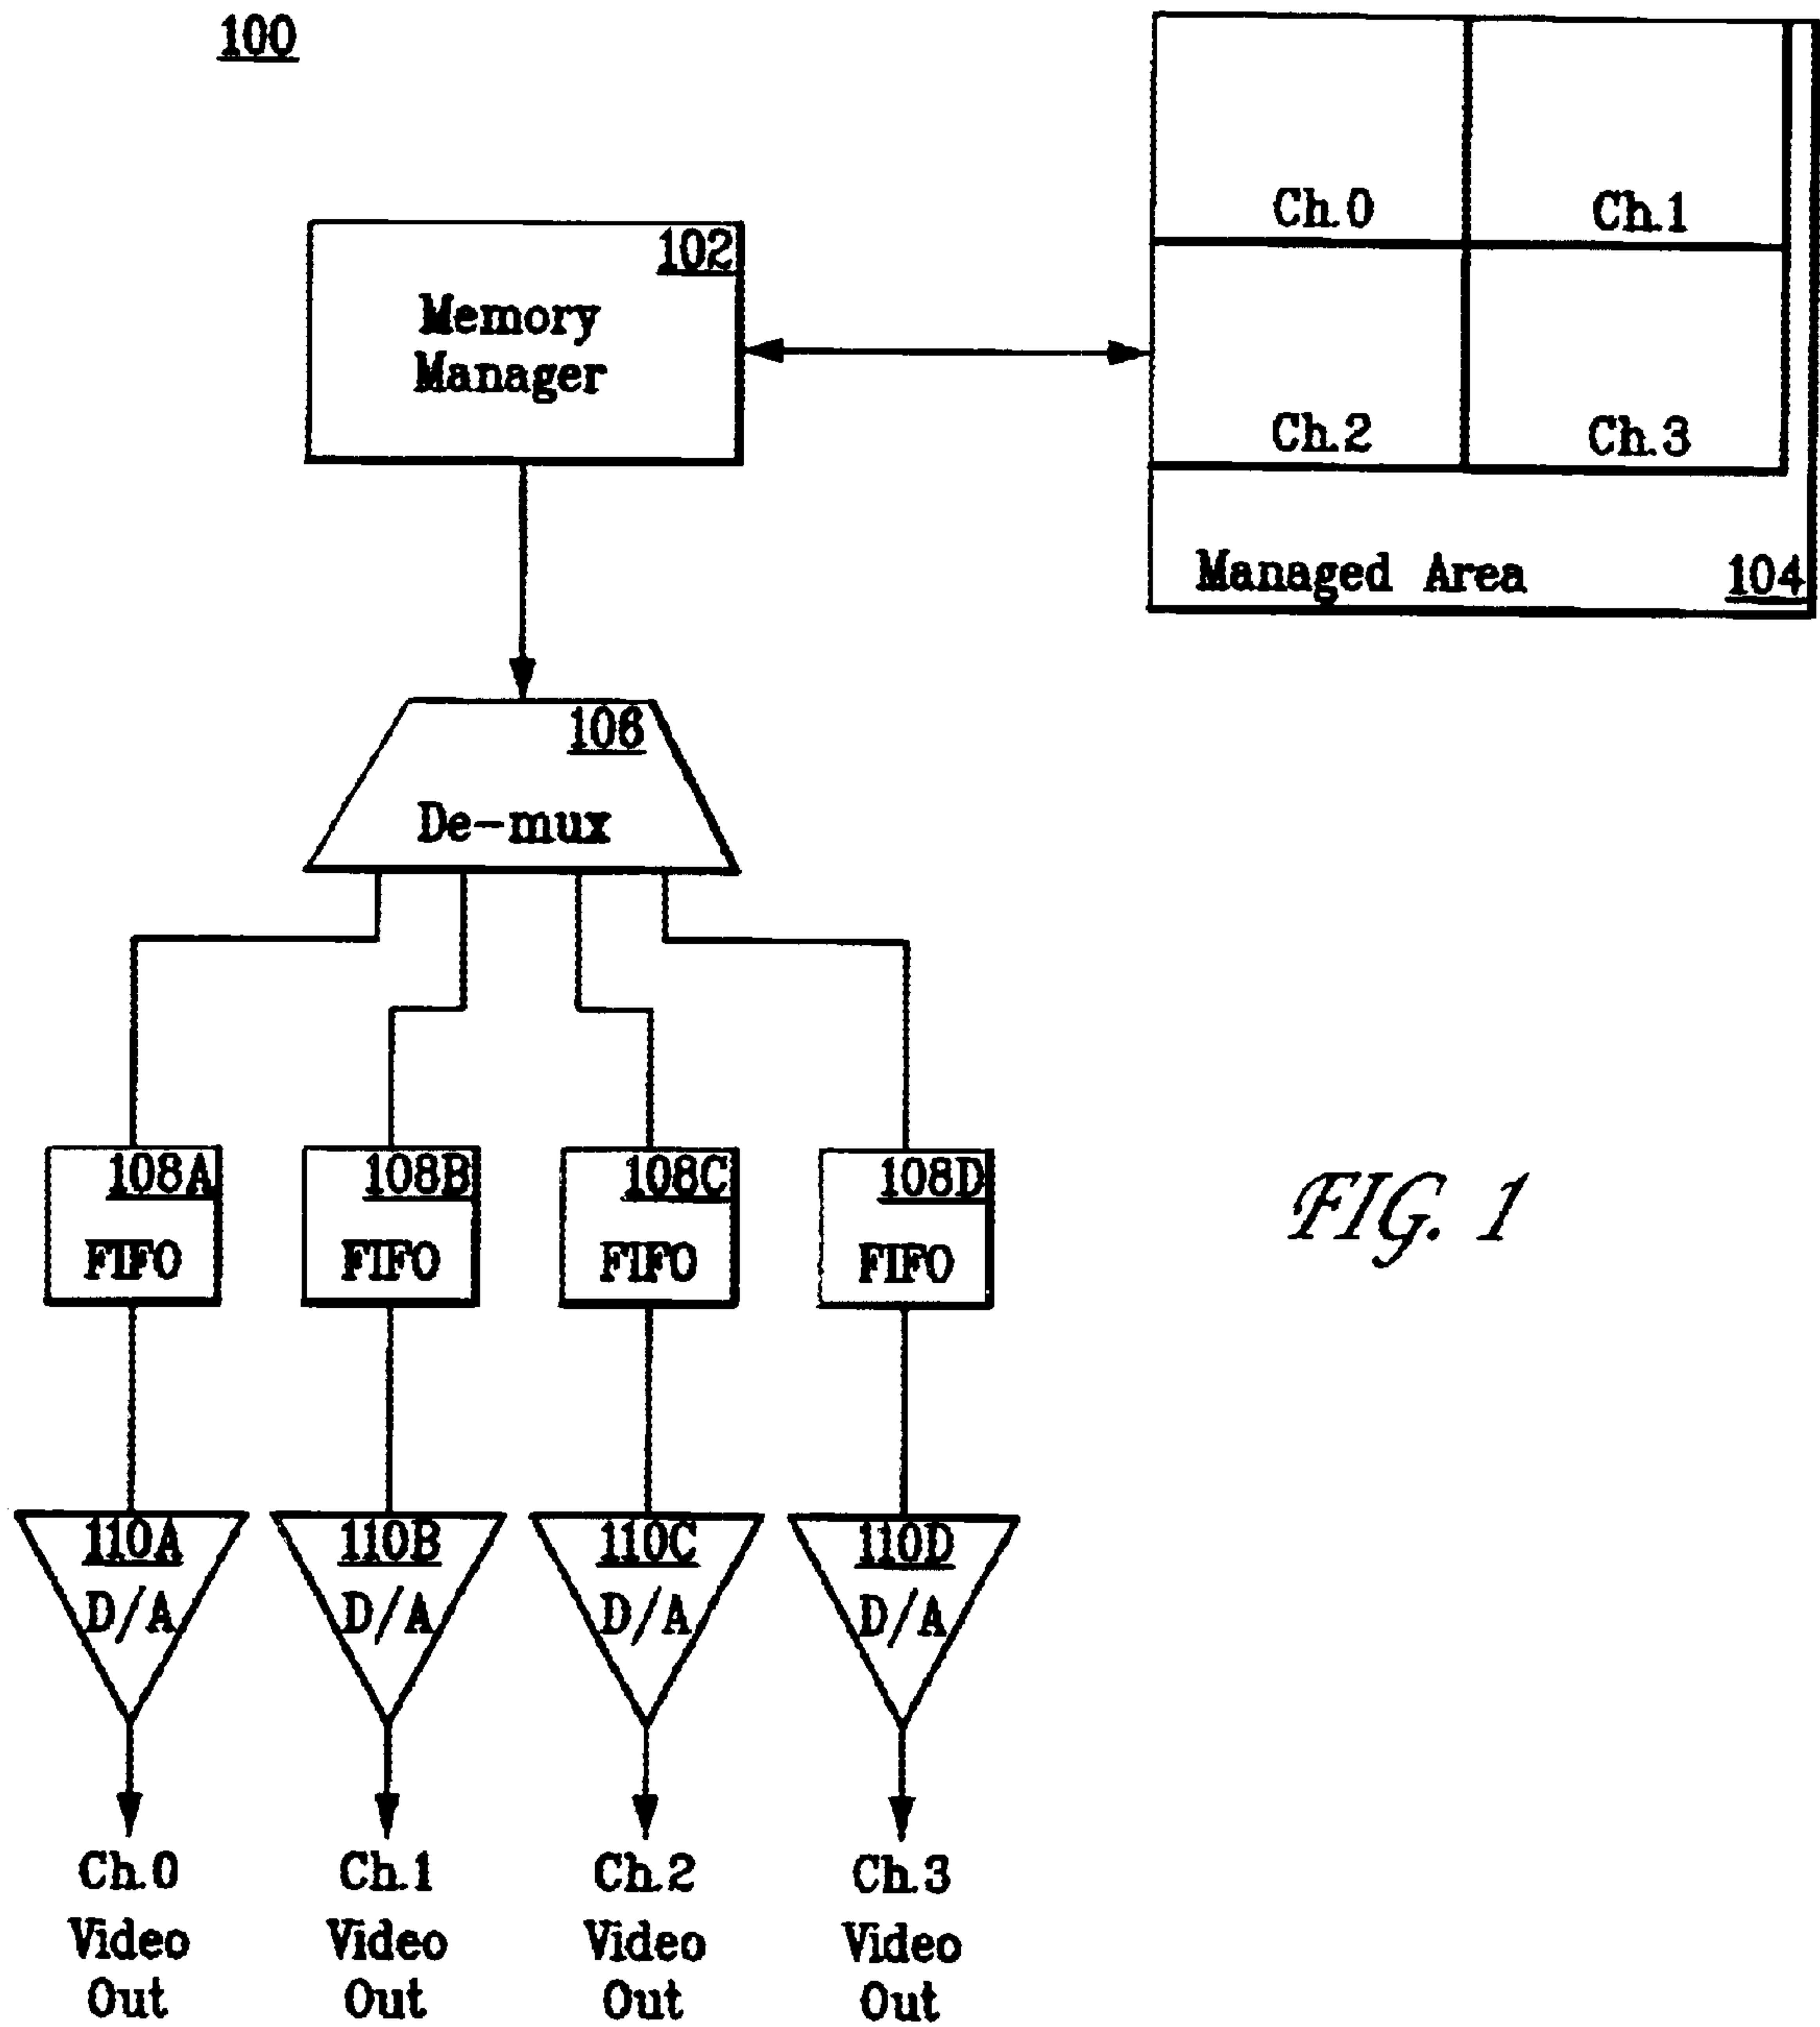 100
Ch.0
Ch.1
102
Memory
Manager
Ch.2
Ch.3
Managed Area
104
106
De-mux
108A
FIFO
108B
FIFO
108C
FIFO
108D
FIFO
FIG. 1
110A
D/A
110B
D/A
110C
D/A
110D
D/A
Ch.0
Video
Out
Ch.1
Video
Out
Ch.2
Video
Out
Ch.3
Video
Out